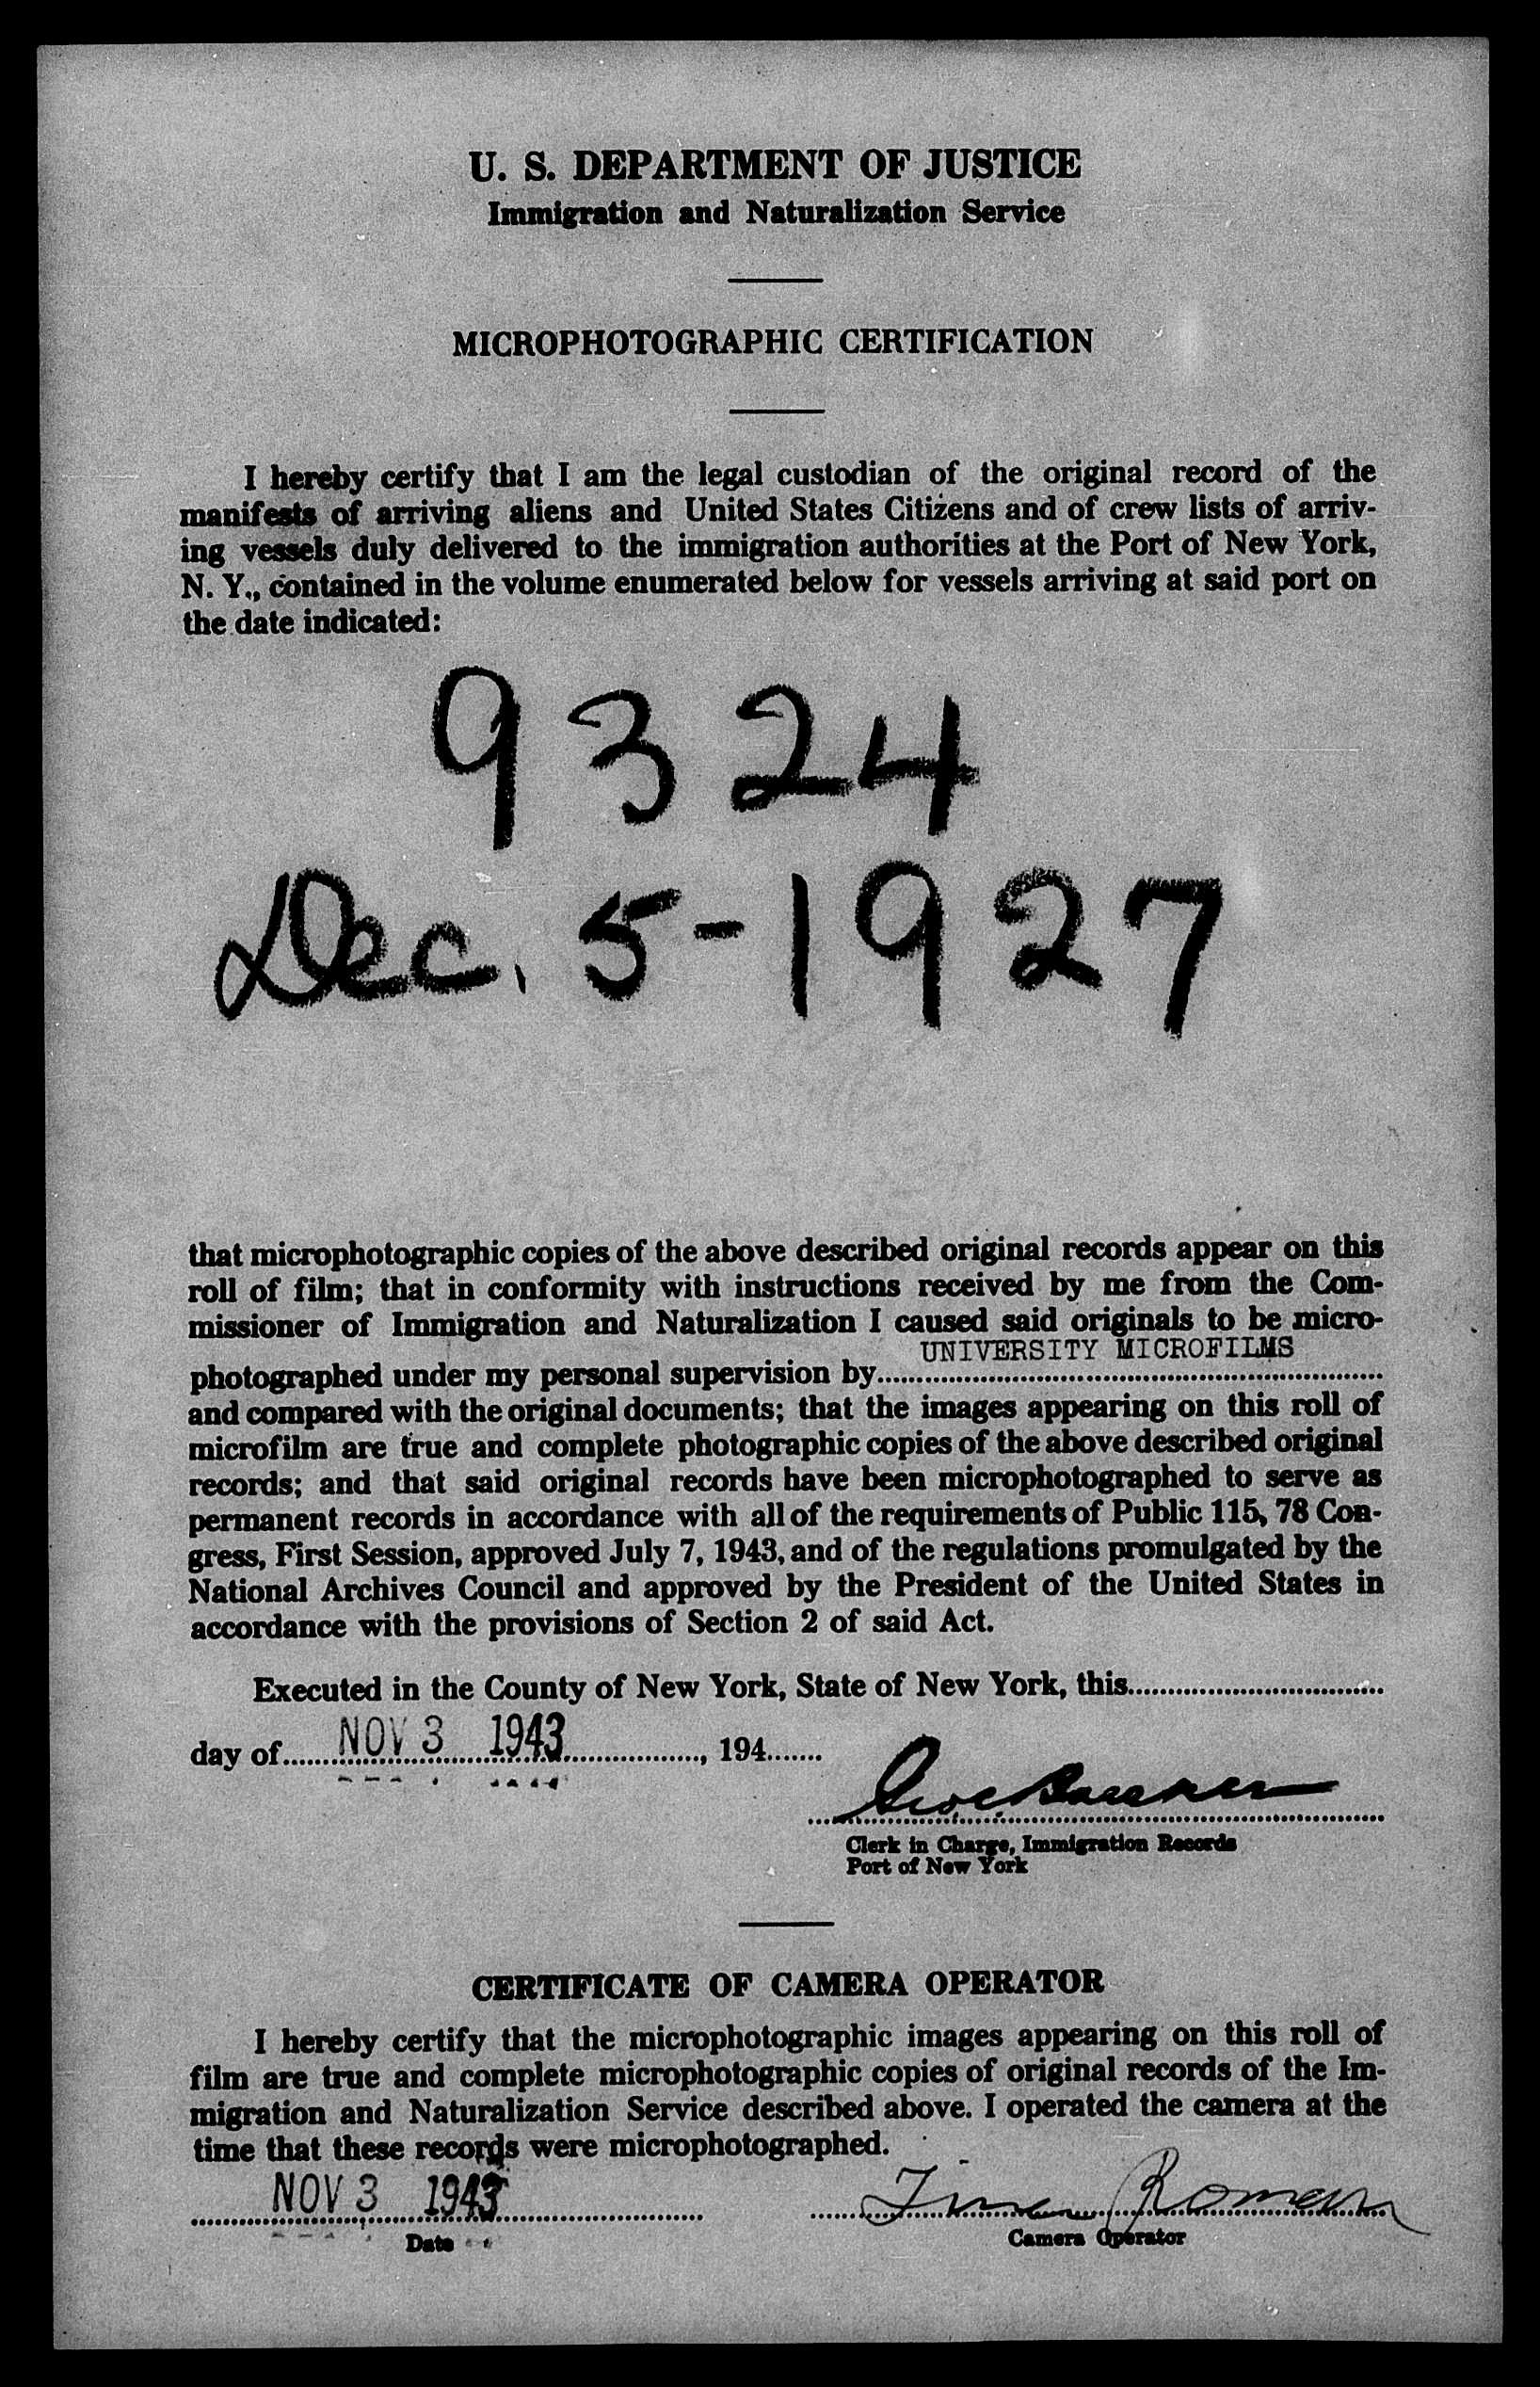 U. S. DEPARTMENT OF JUSTICE
Immigration and Naturalization Service
MICROPHOTOGRAPHIC CERTIFICATION
I hereby certify that I am the legal custodian of the original record of the
manifests of arriving aliens and United States Citizens and of crew lists of arriv-
ing vessels duly delivered to the immigration authorities at the Port of New York,
N. Y., contained in the volume enumerated below for vessels arriving at said port on
the date indicated:
9324
Dec. 5-1927
that microphotographic copies of the above described original records appear on this
roll of film; that in conformity with instructions received by me from the Com-
missioner of Immigration and Naturalization I caused said originals to be micro-
UNIVERSITY MICROFILMS
photographed under my personal supervision by
and compared with the original documents; that the images appearing on this roll of
microfilm are true and complete photographic copies of the above described original
records; and that said original records have been microphotographed to serve as
permanent records in accordance with all of the requirements of Public 115, 78 Con-
gress, First Session, approved July 7, 1943, and of the regulations promulgated by the
National Archives Council and approved by the President of the United States in
accordance with the provisions of Section 2 of said Act.
Executed in the County of New York, State of New York, this
day of NOV 3 1943, 194
Clerk in Charge, Immigration Records
Port of New York
CERTIFICATE OF CAMERA OPERATOR
I hereby certify that the microphotographic images appearing on this roll of
film are true and complete microphotographic copies of original records of the Im-
migration and Naturalization Service described above. I operated the camera at the
time that these records were microphotographed.
NOV 3 1943
Date
Camera Operator